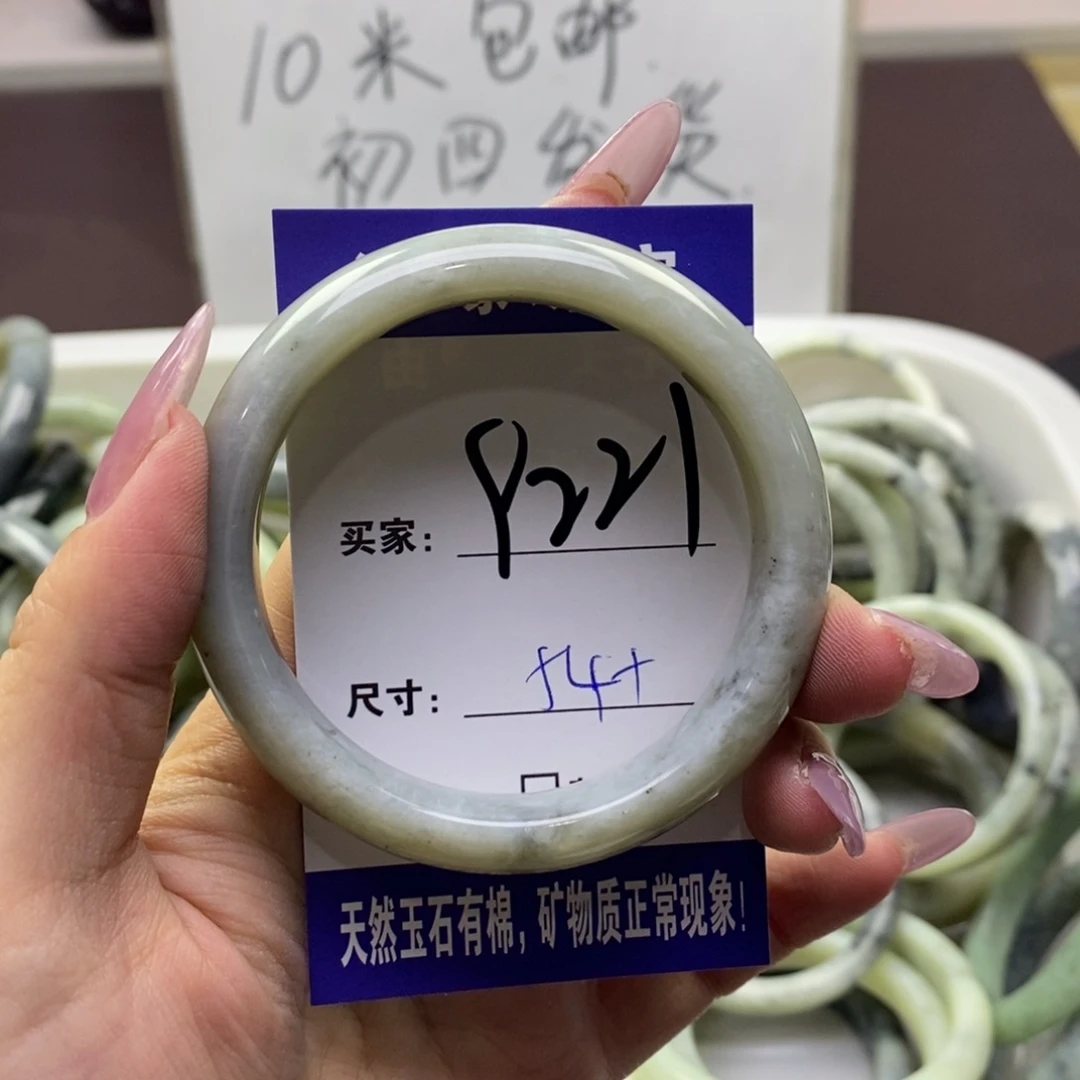 10米包邮
初四发货
买家: 8221
尺寸: 54+
天然玉石有棉,矿物质正常现象!